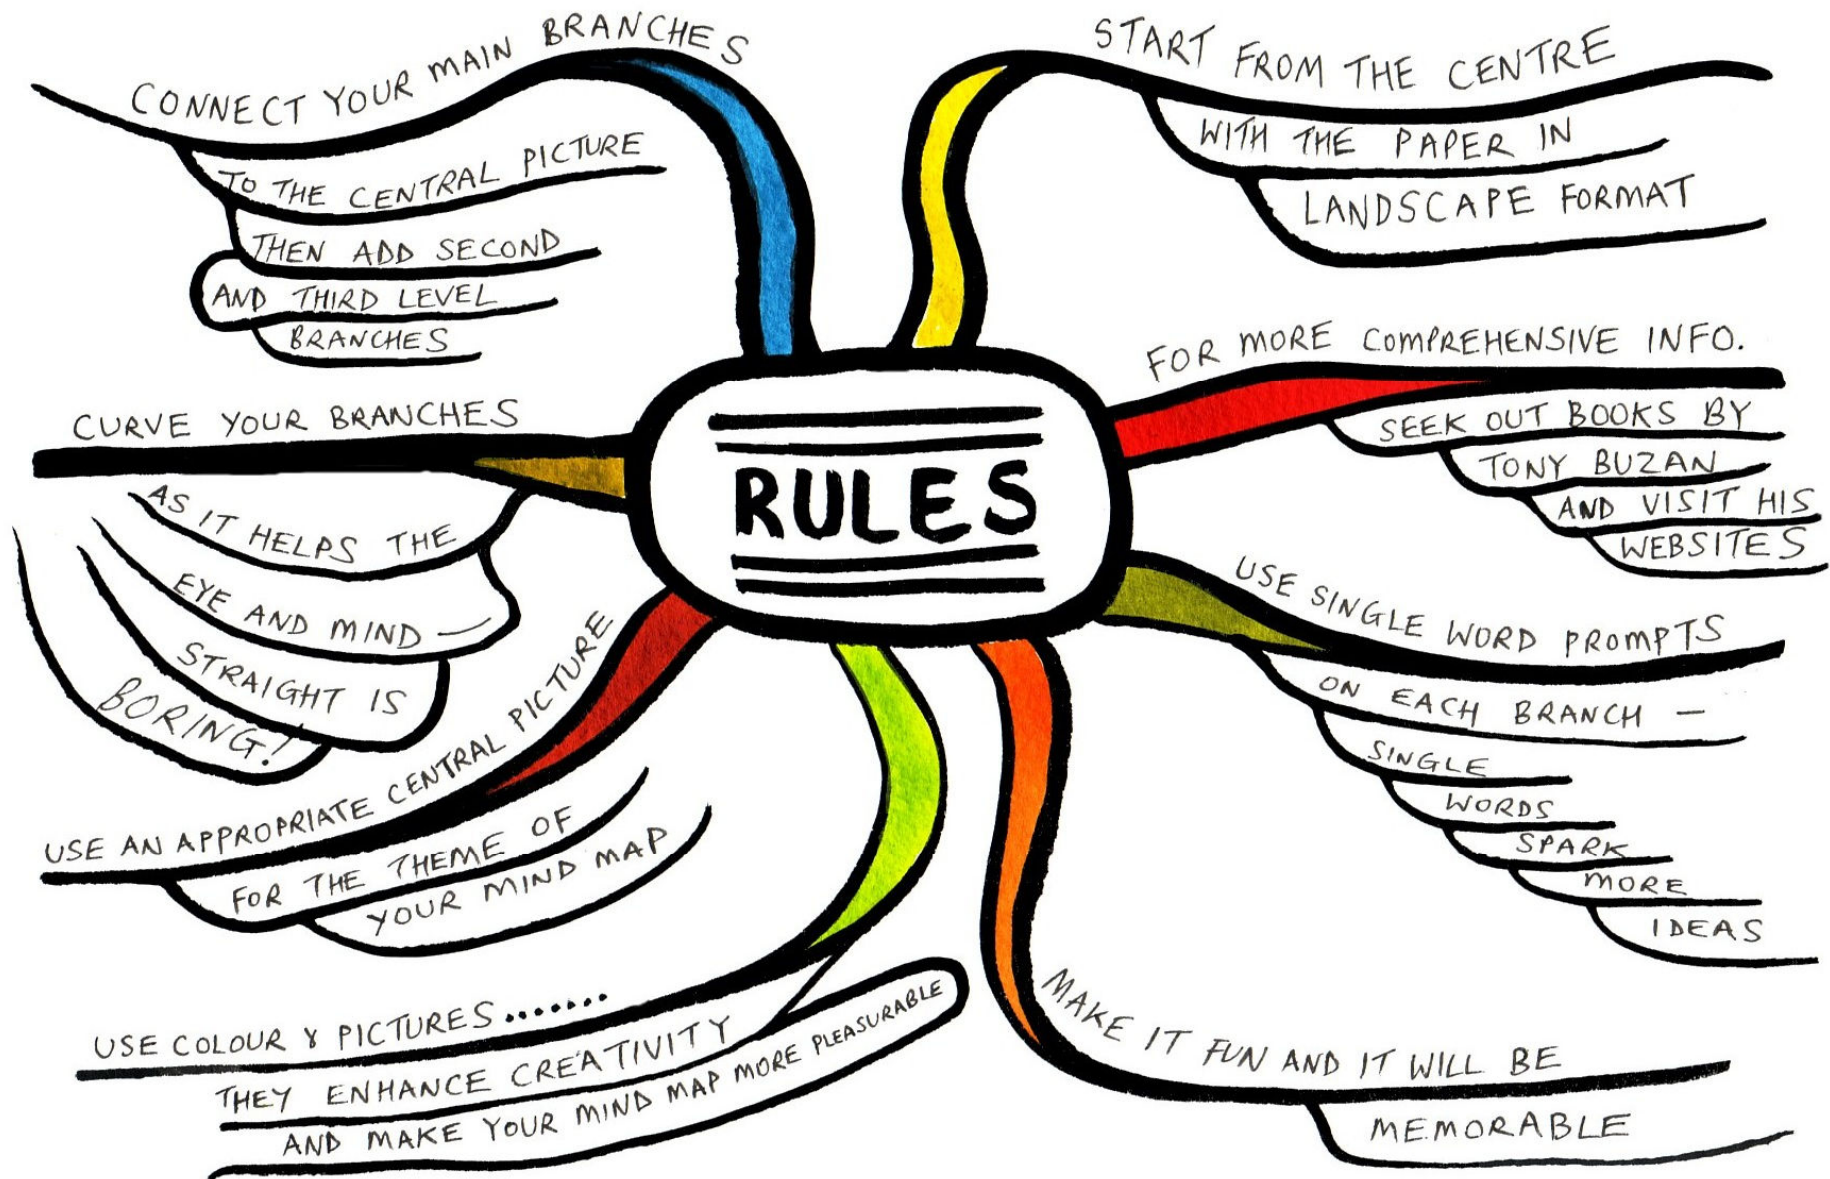 RULES
START FROM THE CENTRE
WITH THE PAPER IN
LANDSCAPE FORMAT
FOR MORE COMPREHENSIVE INFO.
SEEK OUT BOOKS BY
TONY BUZAN
AND VISIT HIS
WEBSITES
USE SINGLE WORD PROMPTS
ON EACH BRANCH —
SINGLE
WORDS
SPARK
MORE
IDEAS
MAKE IT FUN AND IT WILL BE
MEMORABLE
USE COLOUR & PICTURES.......
THEY ENHANCE CREATIVITY
AND MAKE YOUR MIND MAP MORE PLEASURABLE
USE AN APPROPRIATE CENTRAL PICTURE
FOR THE THEME OF
YOUR MIND MAP
CURVE YOUR BRANCHES
AS IT HELPS THE
EYE AND MIND —
STRAIGHT IS
BORING!
CONNECT YOUR MAIN BRANCHES
TO THE CENTRAL PICTURE
THEN ADD SECOND
AND THIRD LEVEL
BRANCHES